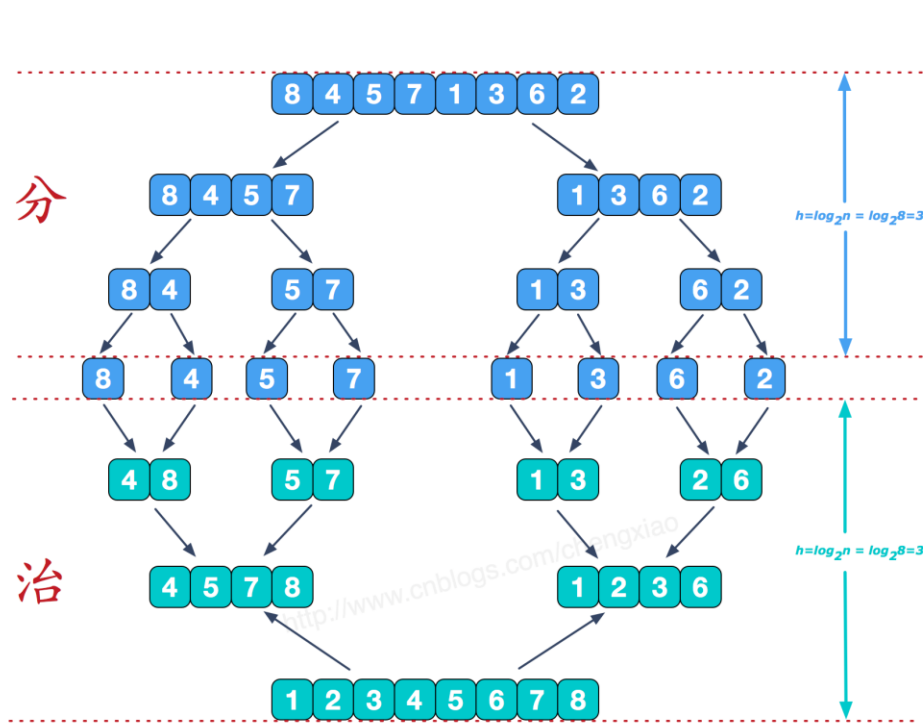 8 4 5 7 1 3 6 2
分
8 4 5 7 1 3 6 2
h=log2n = log28=3
8 4 5 7 1 3 6 2
8 4 5 7 1 3 6 2
4 8 5 7 1 3 2 6
h=log2n = log28=3
治
4 5 7 8 1 2 3 6
http://www.cnblogs.com/chengxiao
1 2 3 4 5 6 7 8